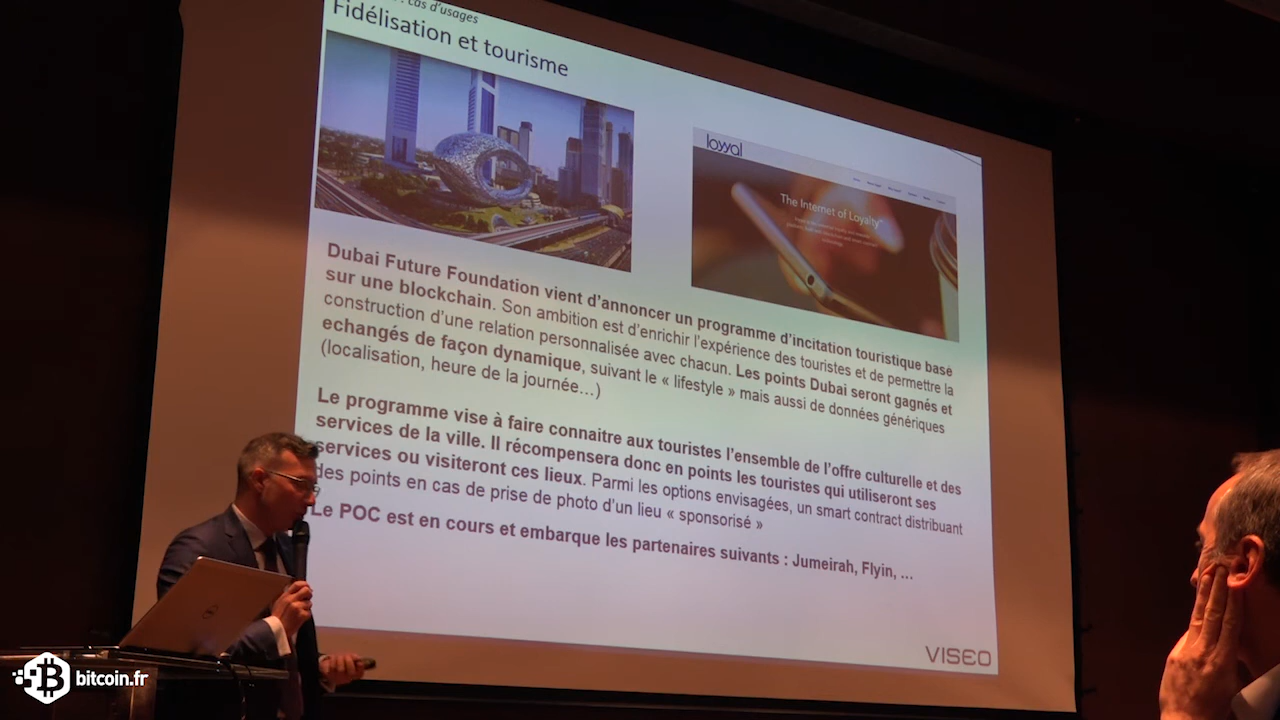 : cas d'usages
Fidélisation et tourisme
loyyal
The Internet of Loyalty
Dubai Future Foundation vient d'annoncer un programme d'incitation touristique basé
sur une blockchain. Son ambition est d'enrichir l'expérience des touristes et de permettre la
construction d'une relation personnalisée avec chacun. Les points Dubai seront gagnés et
echangés de façon dynamique, suivant le « lifestyle » mais aussi de données génériques
(localisation, heure de la journée…)
Le programme vise à faire connaitre aux touristes l'ensemble de l'offre culturelle et des
services de la ville. Il récompensera donc en points les touristes qui utiliseront ses
services ou visiteront ces lieux. Parmi les options envisagées, un smart contract distribuant
des points en cas de prise de photo d'un lieu « sponsorisé »
Le POC est en cours et embarque les partenaires suivants : Jumeirah, Flyin, ...
VISEO
bitcoin.fr